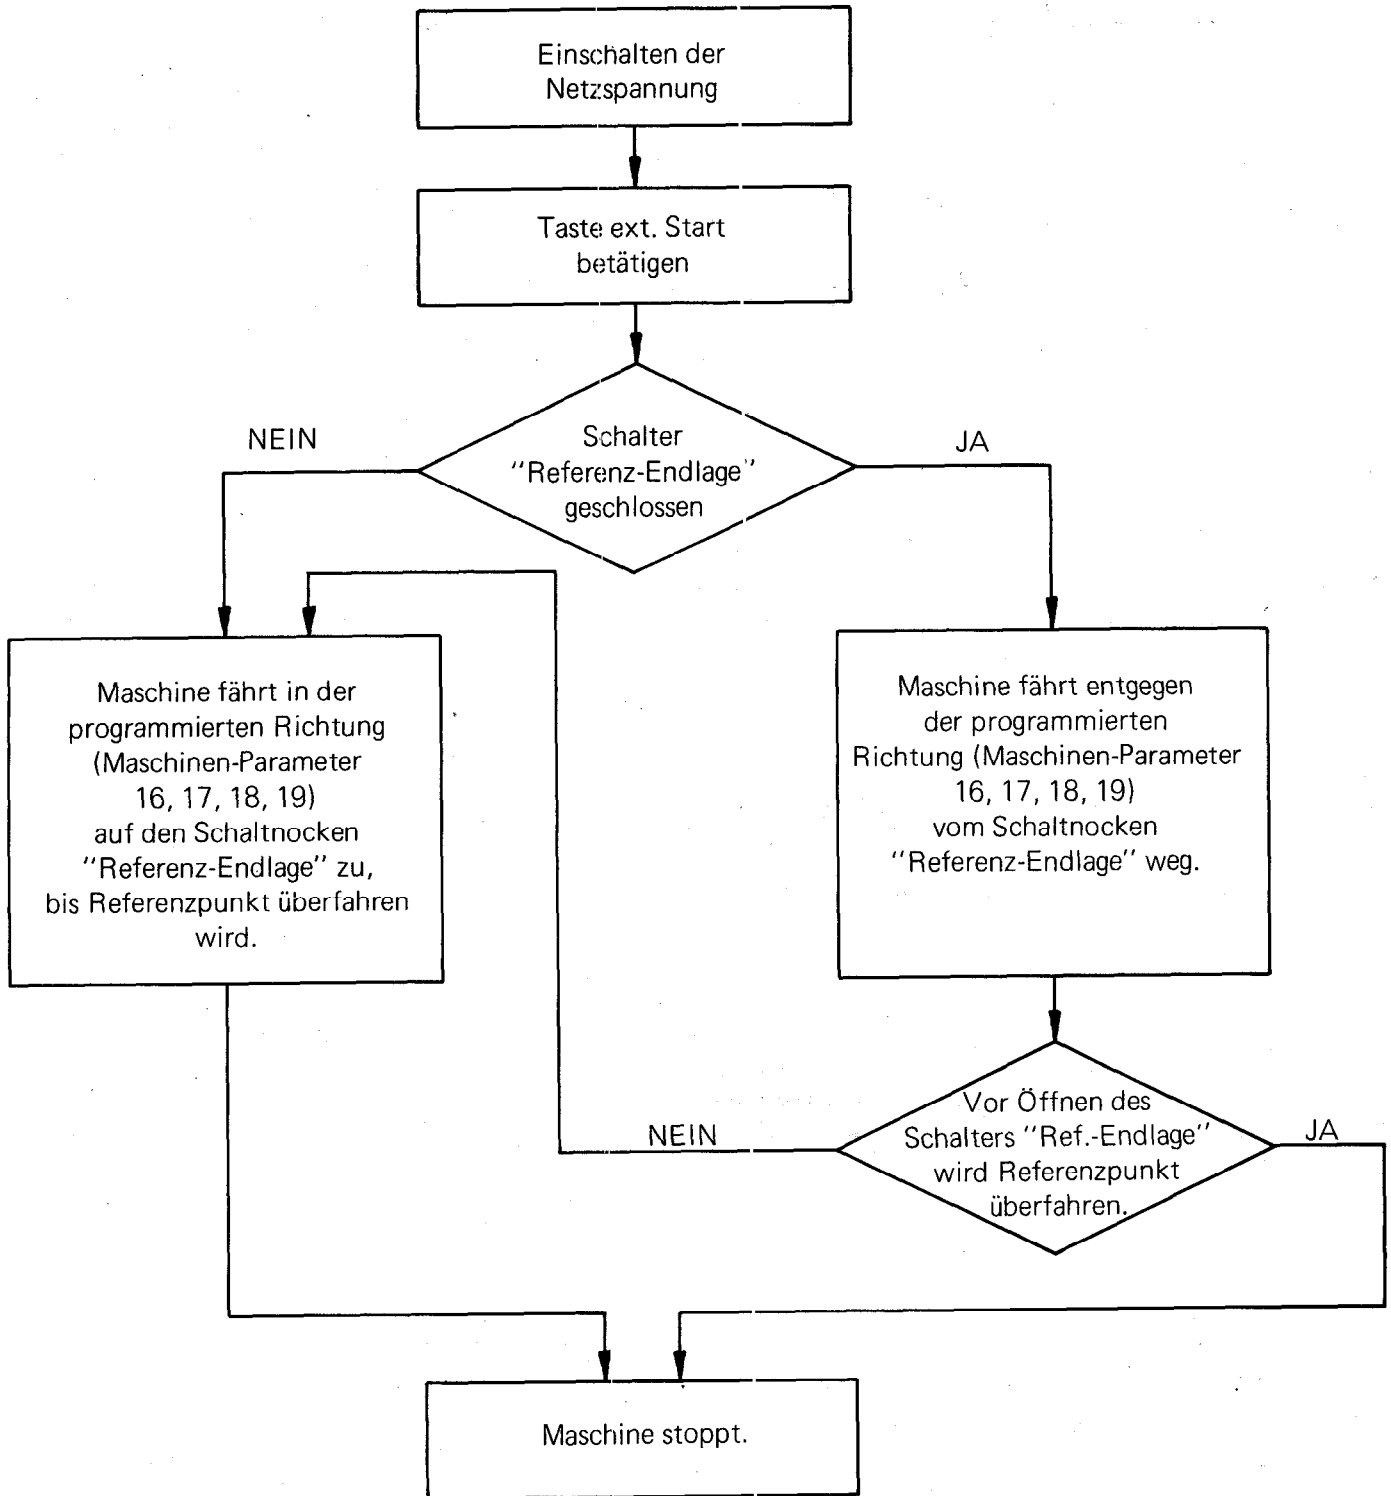 Einschalten der
Netzspannung
Taste ext. Start
betätigen
NEIN
Schalter
"Referenz-Endlage"
geschlossen
JA
Maschine fährt in der
programmierten Richtung
(Maschinen-Parameter
16, 17, 18, 19)
auf den Schaltnocken
"Referenz-Endlage" zu,
bis Referenzpunkt überfahren
wird.
Maschine fährt entgegen
der programmierten
Richtung (Maschinen-Parameter
16, 17, 18, 19)
vom Schaltnocken
"Referenz-Endlage" weg.
NEIN
Vor Öffnen des
Schalters "Ref.-Endlage"
wird Referenzpunkt
überfahren.
JA
Maschine stoppt.